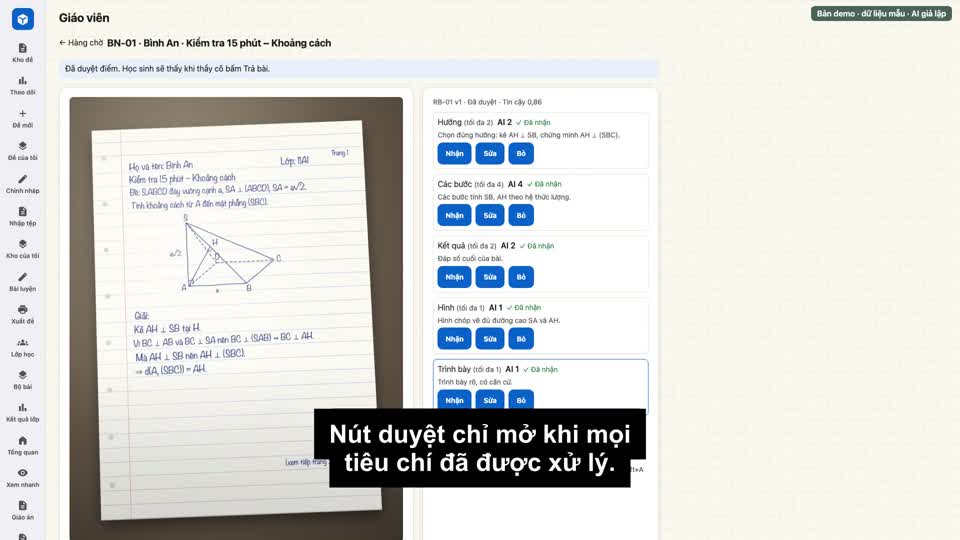 Giáo viên
Bản demo · dữ liệu mẫu · AI giả lập
← Hàng chờ BN-01 · Bình An · Kiểm tra 15 phút – Khoảng cách
Đã duyệt điểm. Học sinh sẽ thấy khi thầy cô bấm Trả bài.
Kho đề
Theo dõi
Đề mới
Đề của tôi
Chỉnh nháp
Nhập tệp
Kho của tôi
Bài luyện
Xuất đề
Lớp học
Bộ bài
Kết quả lớp
Tổng quan
Xem nhanh
Giáo án
Trang 1
Họ và tên: Bình An
Lớp: 11A1
Kiểm tra 15 phút – Khoảng cách
Đề: S.ABCD đáy vuông cạnh a, SA ⊥ (ABCD), SA = a√2.
Tính khoảng cách từ A đến mặt phẳng (SBC).
S
H
a√2
D
C
A
B
a
Giải:
Kẻ AH ⊥ SB tại H.
Vì BC ⊥ AB và BC ⊥ SA nên BC ⊥ (SAB) ⇒ BC ⊥ AH.
Mà AH ⊥ SB nên AH ⊥ (SBC).
⇒ d(A, (SBC)) = AH.
(xem tiếp trang
RB-01 v1 · Đã duyệt · Tin cậy 0,86
Hướng (tối đa 2) AI 2 ✓ Đã nhận
Chọn đúng hướng: kẻ AH ⊥ SB, chứng minh AH ⊥ (SBC).
Nhận Sửa Bỏ
Các bước (tối đa 4) AI 4 ✓ Đã nhận
Các bước tính SB, AH theo hệ thức lượng.
Nhận Sửa Bỏ
Kết quả (tối đa 2) AI 2 ✓ Đã nhận
Đáp số cuối của bài.
Nhận Sửa Bỏ
Hình (tối đa 1) AI 1 ✓ Đã nhận
Hình chóp vẽ đủ đường cao SA và AH.
Nhận Sửa Bỏ
Trình bày (tối đa 1) AI 1 ✓ Đã nhận
Trình bày rõ, có căn cứ.
Nhận Sửa Bỏ
Nút duyệt chỉ mở khi mọi
tiêu chí đã được xử lý.